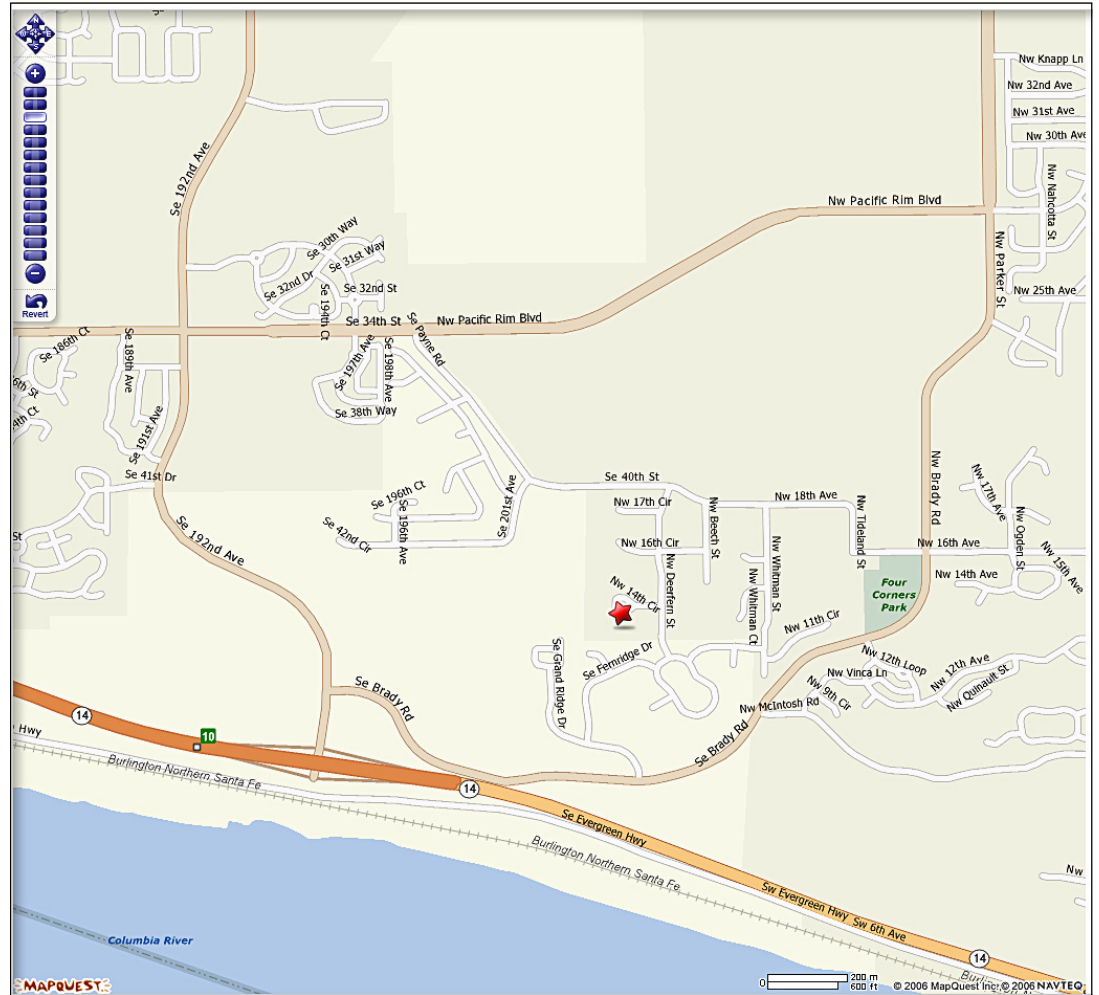 N
S
+
−
Revert
Se 192nd Ave
Nw Knapp Ln
Nw 32nd Ave
Nw 31st Ave
Nw 30th Ave
Nw Nahcotta St
Nw Pacific Rim Blvd
Nw Parker St
Nw 25th Ave
Se 30th Way
Se 31st Way
Se 32nd Dr
Se 32nd St
Se 194th Ct
Se 34th St
Nw Pacific Rim Blvd
Se Payne Rd
Se 186th Ct
Se 189th Ave
Se 197th Ave
Se 198th Ave
Se 38th Way
Se 191st Ave
Se 41st Dr
Se 192nd Ave
Se 196th Ct
Se 196th Ave
Se 42nd Cir
Se 201st Ave
Se 40th St
Nw 17th Cir
Nw 18th Ave
Nw Beech St
Nw Tideland St
Nw Brady Rd
Nw 17th Ave
Nw Ogden St
Nw 16th Ave
Nw 15th Ave
Nw 16th Cir
Nw Deerfern St
Nw Whitman St
Nw Whitman Ct
Nw 14th Ave
Four
Corners
Park
Nw 14th Cir
Nw 11th Cir
Se Grand Ridge Dr
Se Fernridge Dr
Nw 12th Loop
Nw 12th Ave
Nw Vinca Ln
Nw Quinault St
Nw 9th Cir
Nw McIntosh Rd
Se Brady Rd
Se Brady Rd
14
10
Hwy
Burlington Northern Santa Fe
14
Se Evergreen Hwy
Burlington Northern Santa Fe
Sw Evergreen Hwy
Sw 6th Ave
Nw
14
Columbia River
MAPQUEST
0
200 m
600 ft
© 2006 MapQuest Inc, © 2006 NAVTEQ